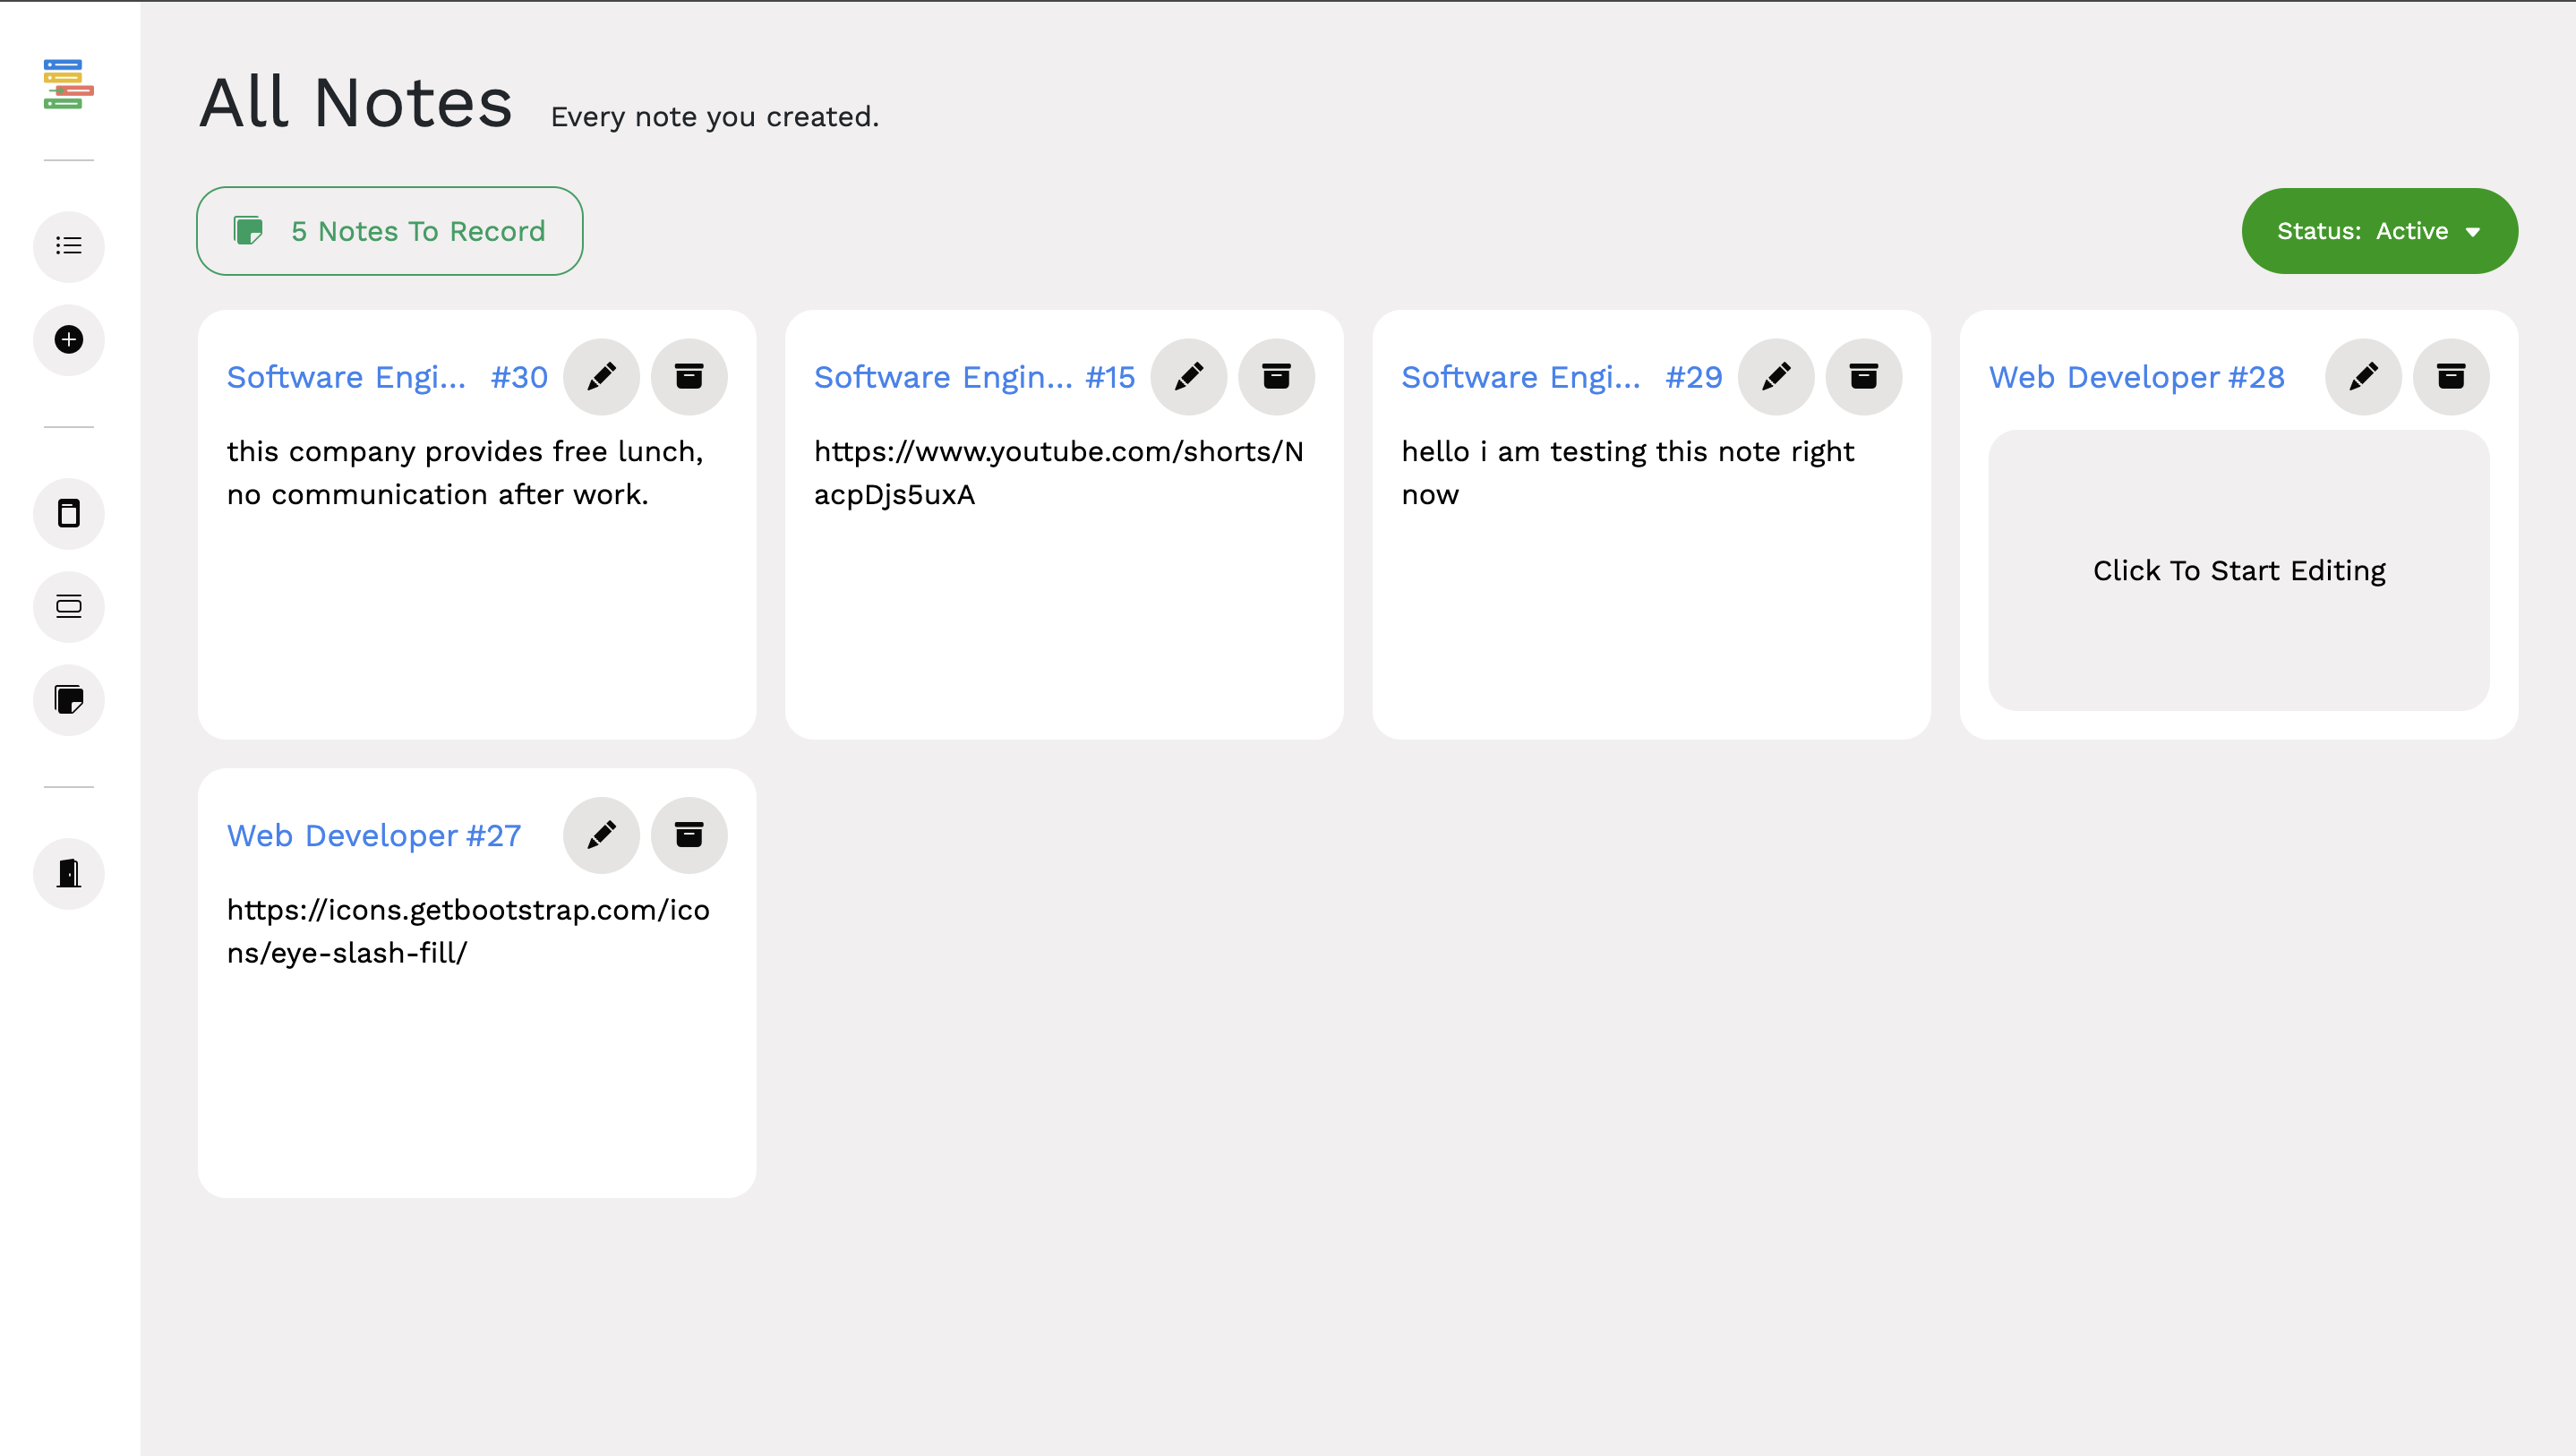 All Notes Every note you created.
5 Notes To Record
Status: Active
Software Engi... #30
this company provides free lunch,
no communication after work.
Software Engin... #15
https://www.youtube.com/shorts/N
acpDjs5uxA
Software Engi... #29
hello i am testing this note right
now
Web Developer #28
Click To Start Editing
Web Developer #27
https://icons.getbootstrap.com/ico
ns/eye-slash-fill/